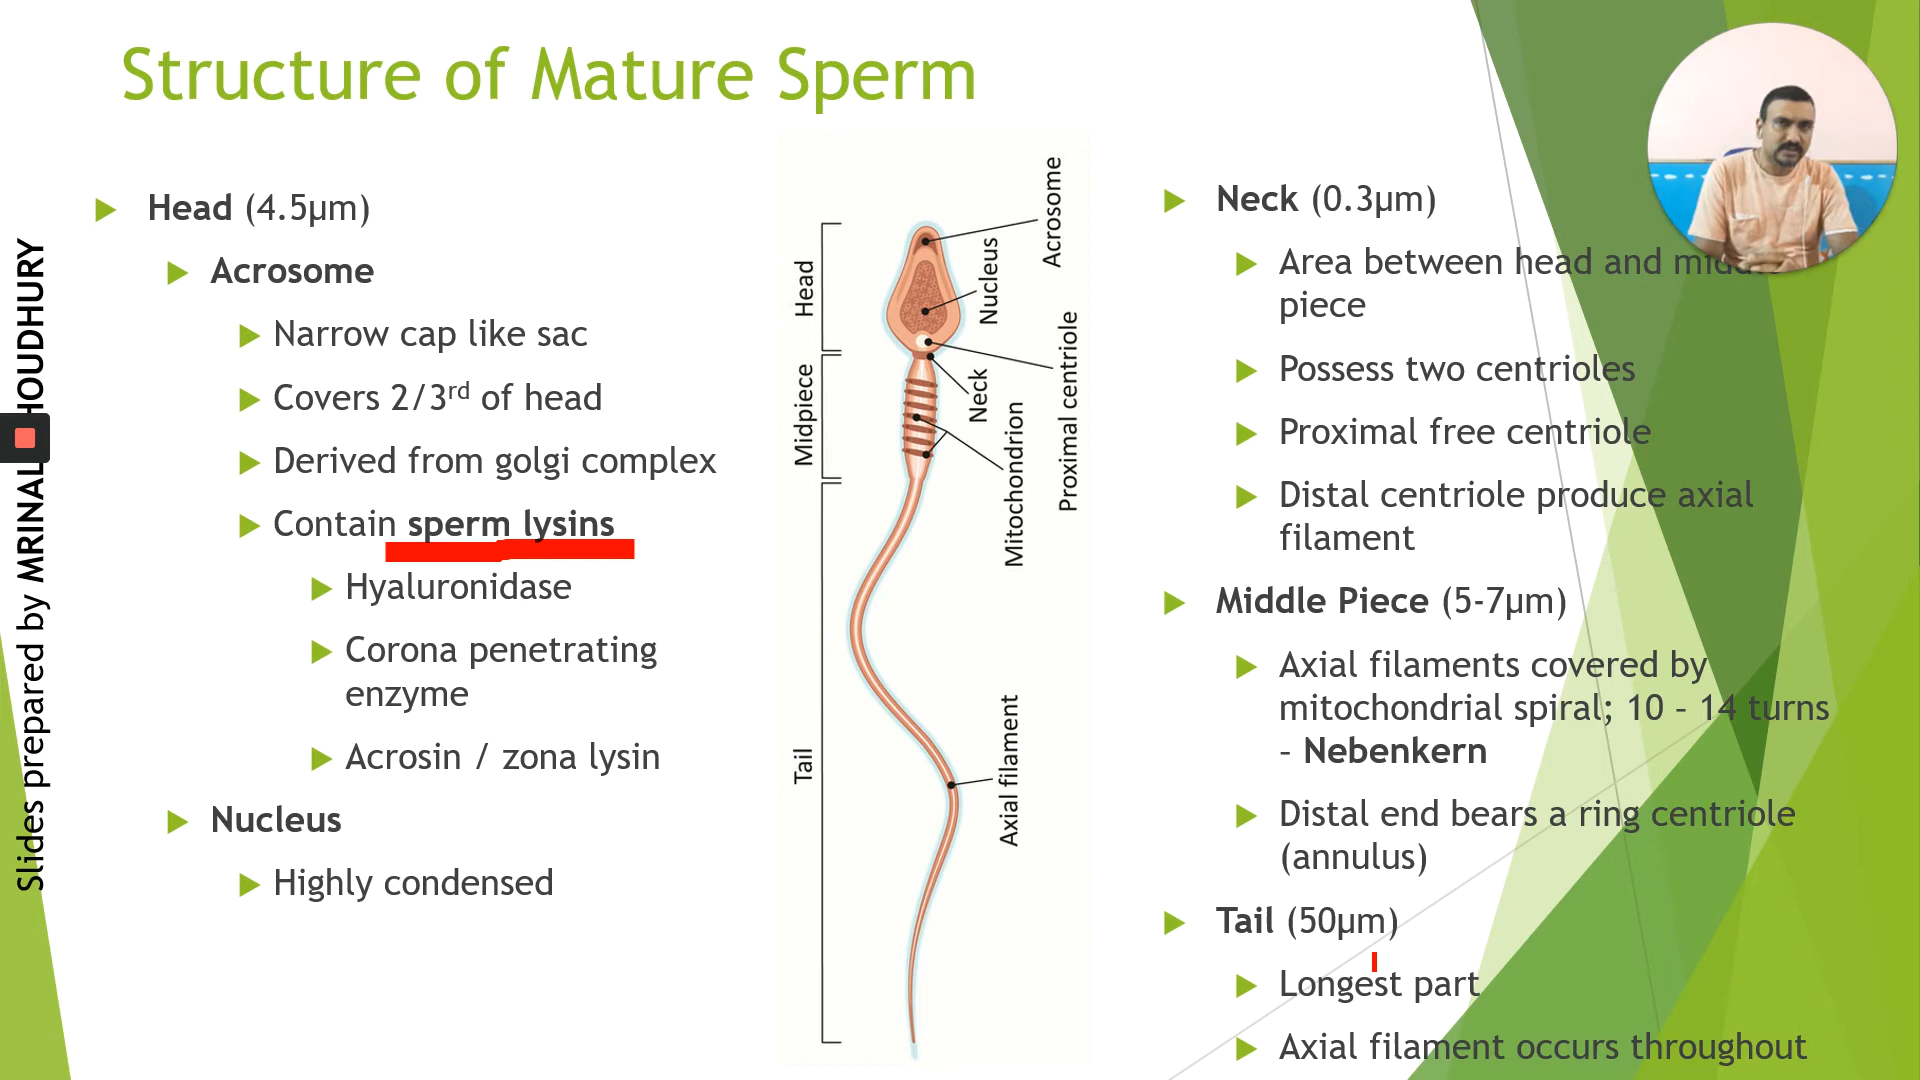 Structure of Mature Sperm
Slides prepared by MRINAL HOUDHURY
Head (4.5µm)
Acrosome
Narrow cap like sac
Covers 2/3rd of head
Derived from golgi complex
Contain sperm lysins
Hyaluronidase
Corona penetrating
enzyme
Acrosin / zona lysin
Nucleus
Highly condensed
Head
Midpiece
Tail
Acrosome
Nucleus
Proximal centriole
Neck
Mitochondrion
Axial filament
Neck (0.3µm)
Area between head and middle
piece
Possess two centrioles
Proximal free centriole
Distal centriole produce axial
filament
Middle Piece (5-7µm)
Axial filaments covered by
mitochondrial spiral; 10 – 14 turns
– Nebenkern
Distal end bears a ring centriole
(annulus)
Tail (50µm)
Longest part
Axial filament occurs throughout